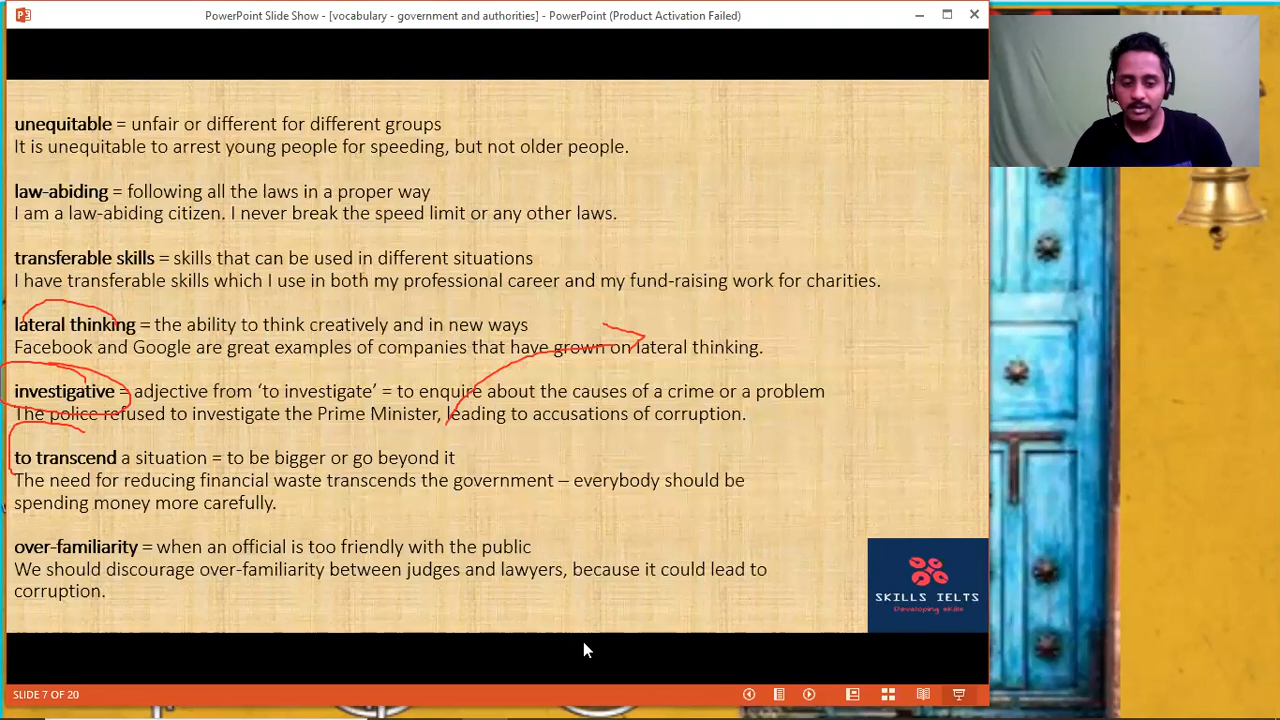 PowerPoint Slide Show - [vocabulary - government and authorities] - PowerPoint (Product Activation Failed)
unequitable = unfair or different for different groups
It is unequitable to arrest young people for speeding, but not older people.
law-abiding = following all the laws in a proper way
I am a law-abiding citizen. I never break the speed limit or any other laws.
transferable skills = skills that can be used in different situations
I have transferable skills which I use in both my professional career and my fund-raising work for charities.
lateral thinking = the ability to think creatively and in new ways
Facebook and Google are great examples of companies that have grown on lateral thinking.
investigative = adjective from ‘to investigate’ = to enquire about the causes of a crime or a problem
The police refused to investigate the Prime Minister, leading to accusations of corruption.
to transcend a situation = to be bigger or go beyond it
The need for reducing financial waste transcends the government – everybody should be
spending money more carefully.
over-familiarity = when an official is too friendly with the public
We should discourage over-familiarity between judges and lawyers, because it could lead to
corruption.
SKILLS IELTS
Developing skills
SLIDE 7 OF 20